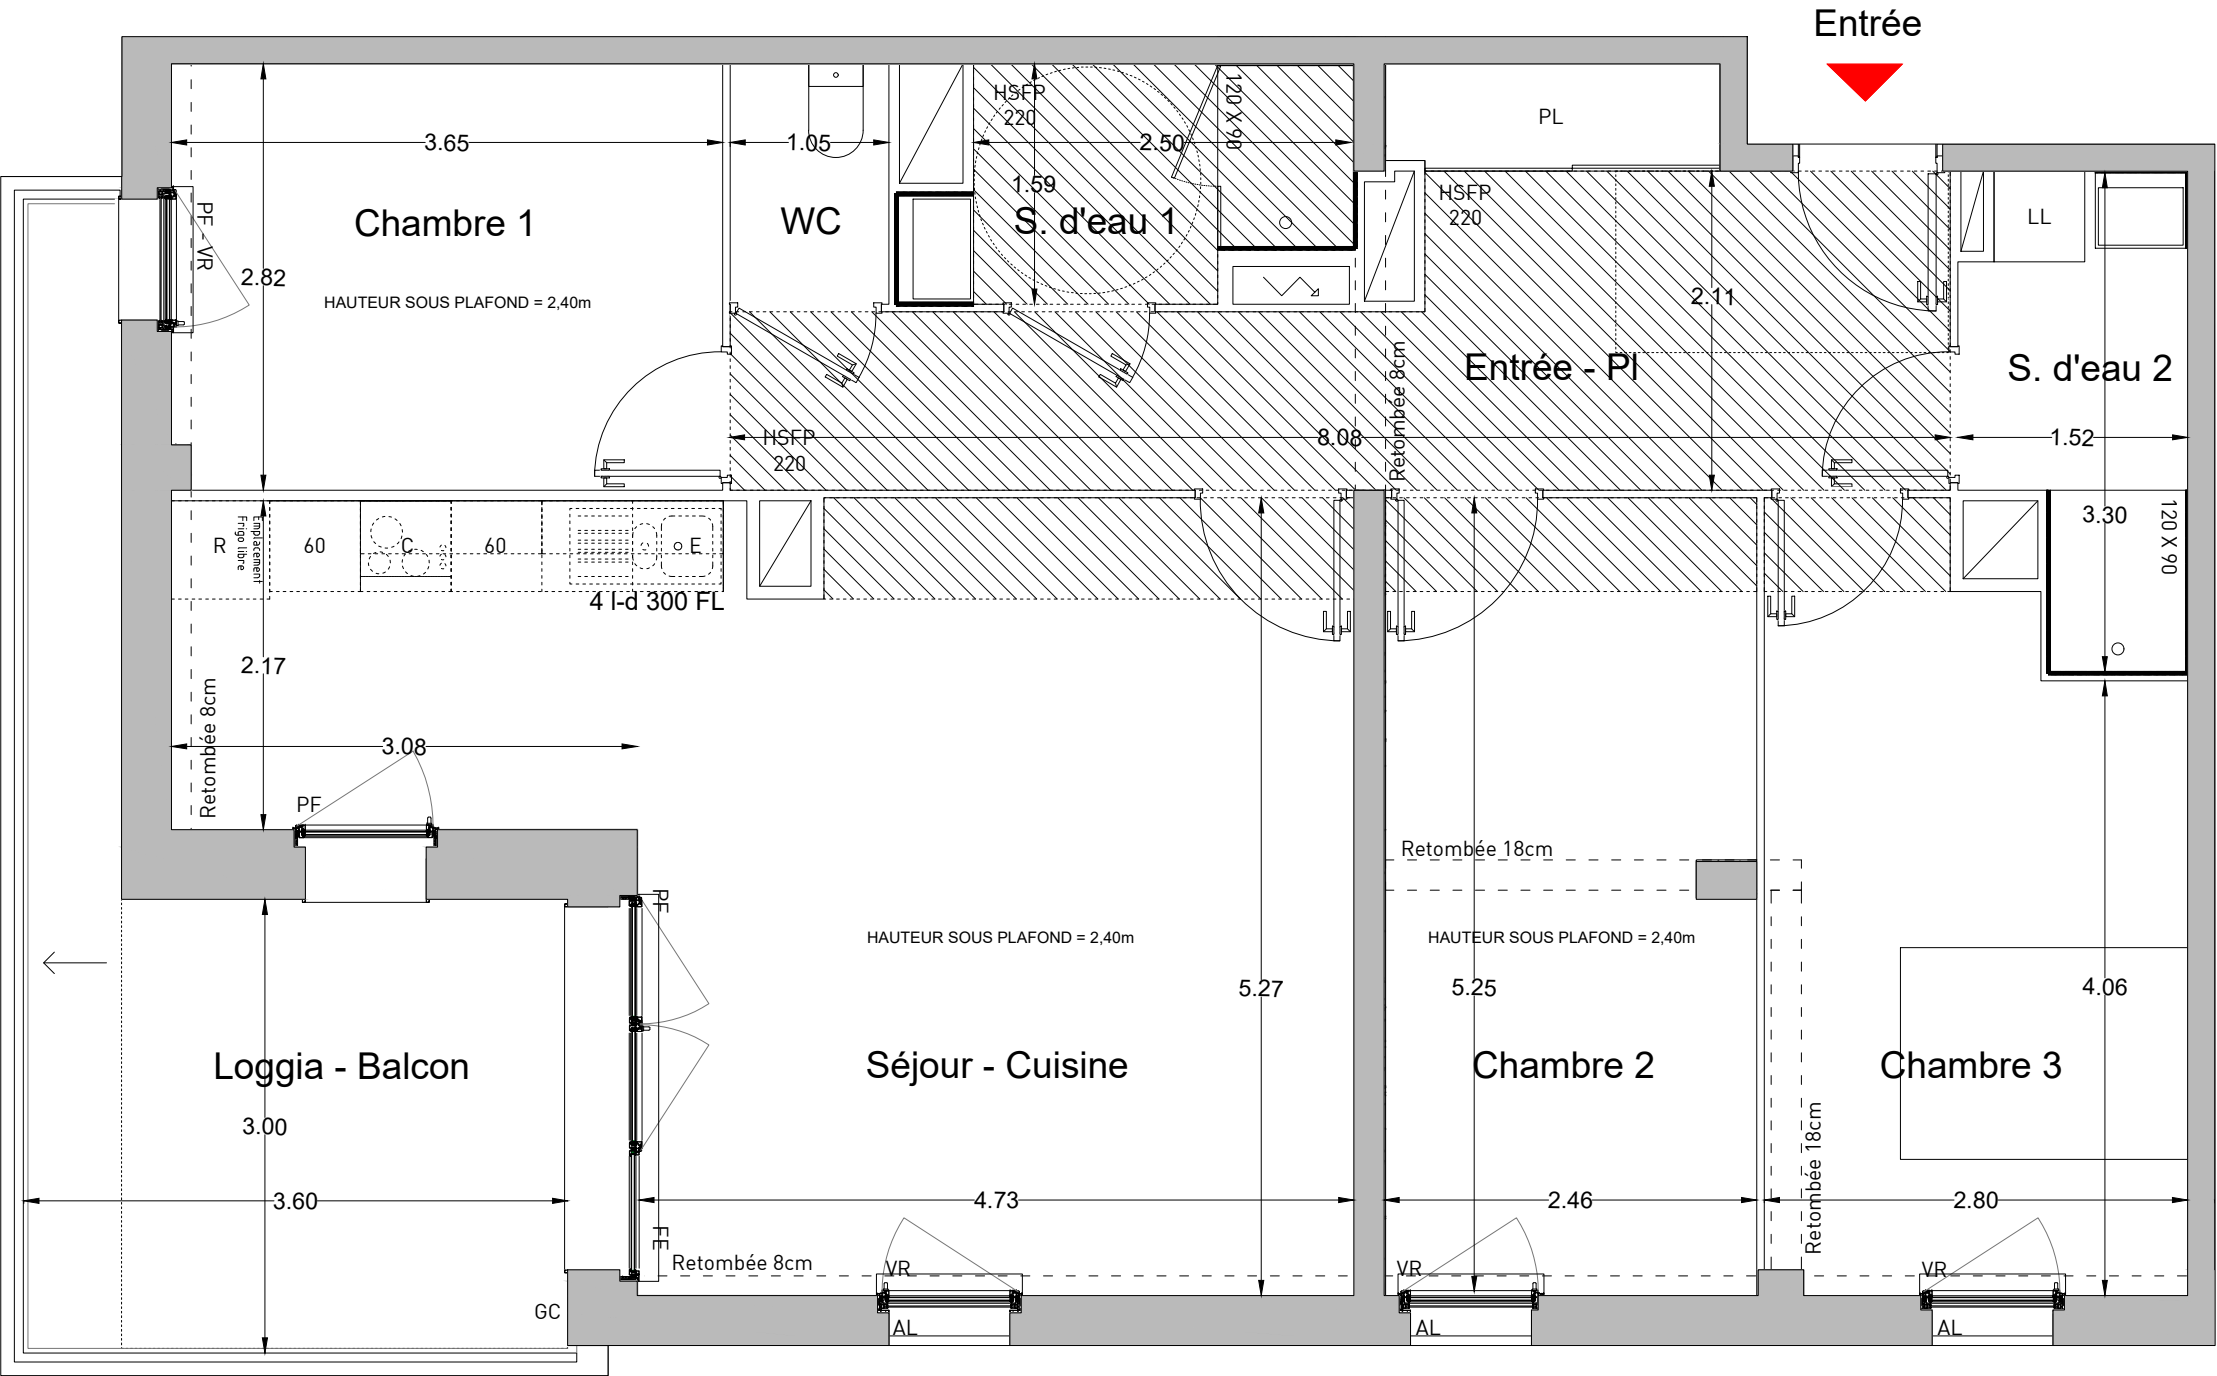 Entrée
HSFP
220
120 X 90
PL
3.65
1.05
2.50
1.59
HSFP
220
PF - VR
Chambre 1
WC
S. d'eau 1
LL
2.82
HAUTEUR SOUS PLAFOND = 2,40m
2.11
Retombée 8cm
Entrée - Pl
S. d'eau 2
HSFP
220
8.08
1.52
R
Emplacement
Frigo libre
60
C
60
E
3.30
120 X 90
4 l-d 300 FL
2.17
Retombée 8cm
3.08
PF
Retombée 18cm
PF
HAUTEUR SOUS PLAFOND = 2,40m
HAUTEUR SOUS PLAFOND = 2,40m
5.27
5.25
4.06
Loggia - Balcon
Séjour - Cuisine
Chambre 2
Chambre 3
3.00
Retombée 18cm
3.60
4.73
2.46
2.80
FE
Retombée 8cm
VR
VR
VR
GC
AL
AL
AL